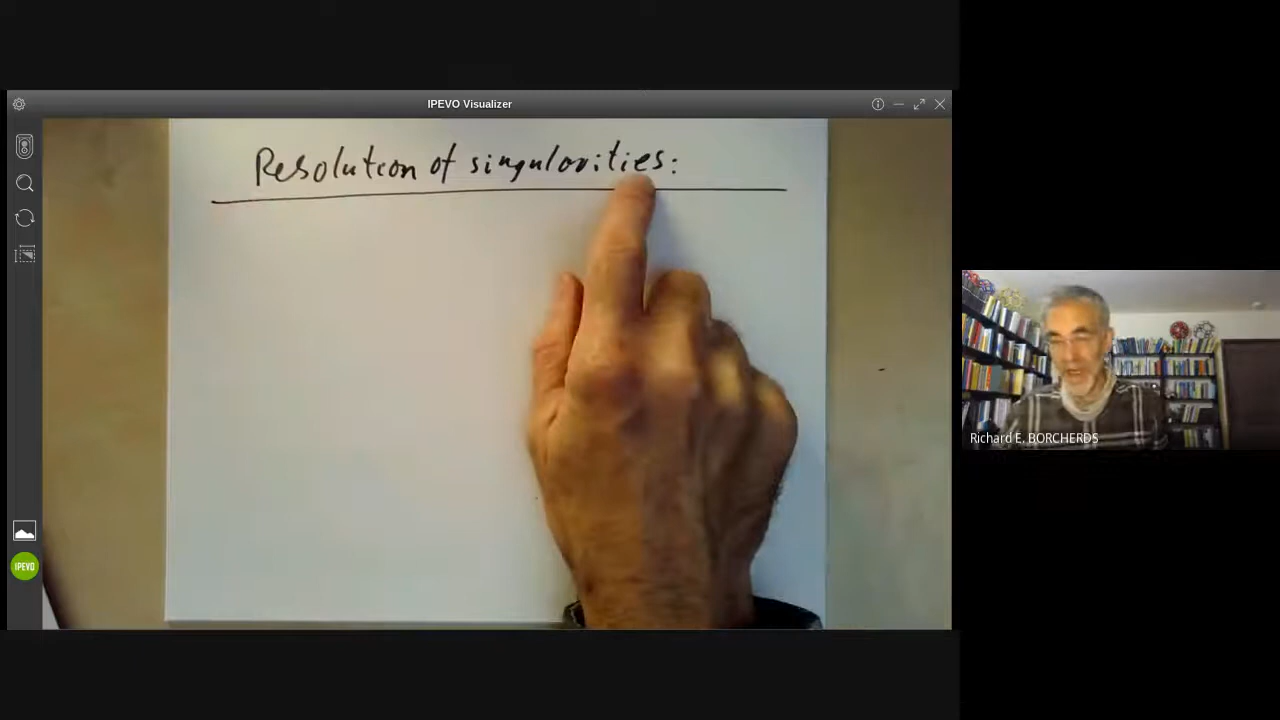 IPEVO Visualizer
Resolution of singularities:
IPEVO
Richard E. BORCHERDS